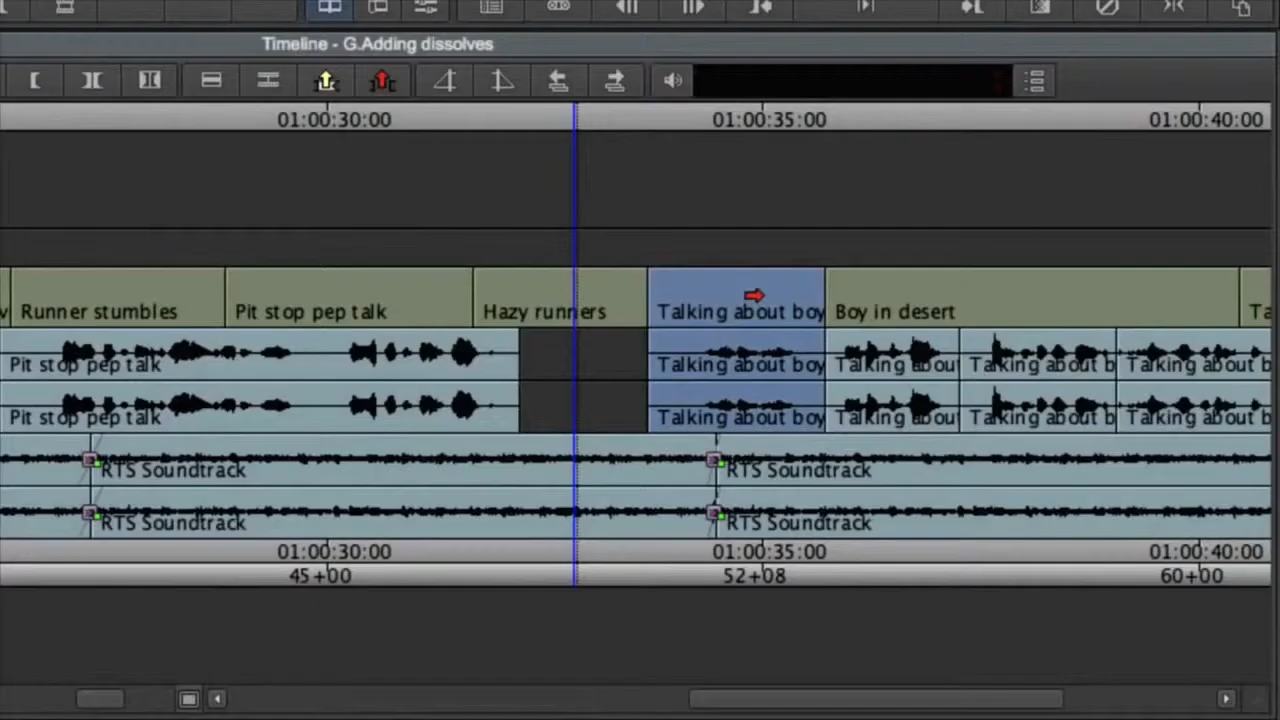 Timeline - G.Adding dissolves
01:00:30:00 01:00:35:00 01:00:40:00
Runner stumbles Pit stop pep talk Hazy runners Talking about boy Boy in desert Ta
Pit stop pep talk Talking about boy Talking abou Talking about b Talking about b
Pit stop pep talk Talking about boy Talking abou Talking about b Talking about b
RTS Soundtrack RTS Soundtrack
RTS Soundtrack RTS Soundtrack
01:00:30:00 01:00:35:00 01:00:40:00
45+00 52+08 60+00